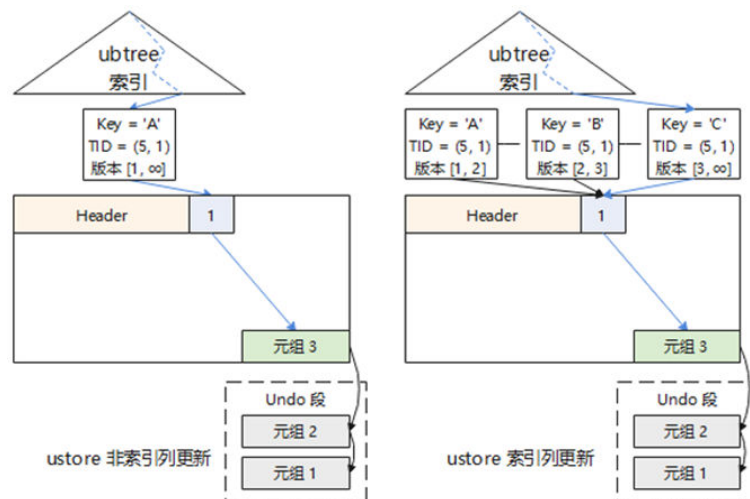 ubtree
索引
Key = 'A'
TID = (5, 1)
版本 [1, ∞]
Header
1
元组 3
Undo 段
元组 2
元组 1
ustore 非索引列更新
ubtree
索引
Key = 'A'
TID = (5, 1)
版本 [1, 2]
Key = 'B'
TID = (5, 1)
版本 [2, 3]
Key = 'C'
TID = (5, 1)
版本 [3, ∞]
Header
1
元组 3
Undo 段
元组 2
元组 1
ustore 索引列更新